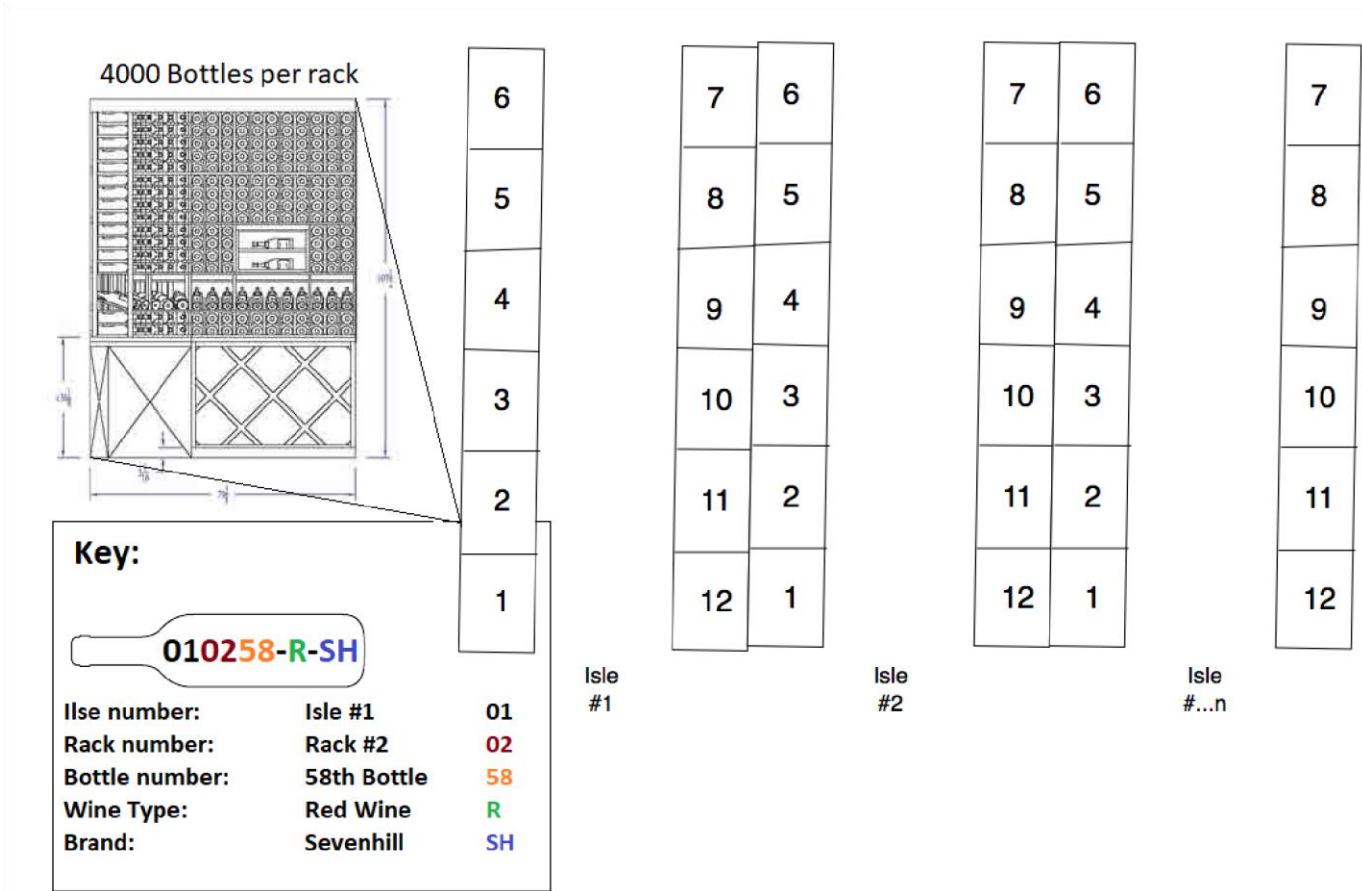 4000 Bottles per rack
6
5
4
3
2
1
7 6
8 5
9 4
10 3
11 2
12 1
7 6
8 5
9 4
10 3
11 2
12 1
7
8
9
10
11
12
Isle
#1
Isle
#2
Isle
#...n
Key:
010258-R-SH
Ilse number: Isle #1 01
Rack number: Rack #2 02
Bottle number: 58th Bottle 58
Wine Type: Red Wine R
Brand: Sevenhill SH